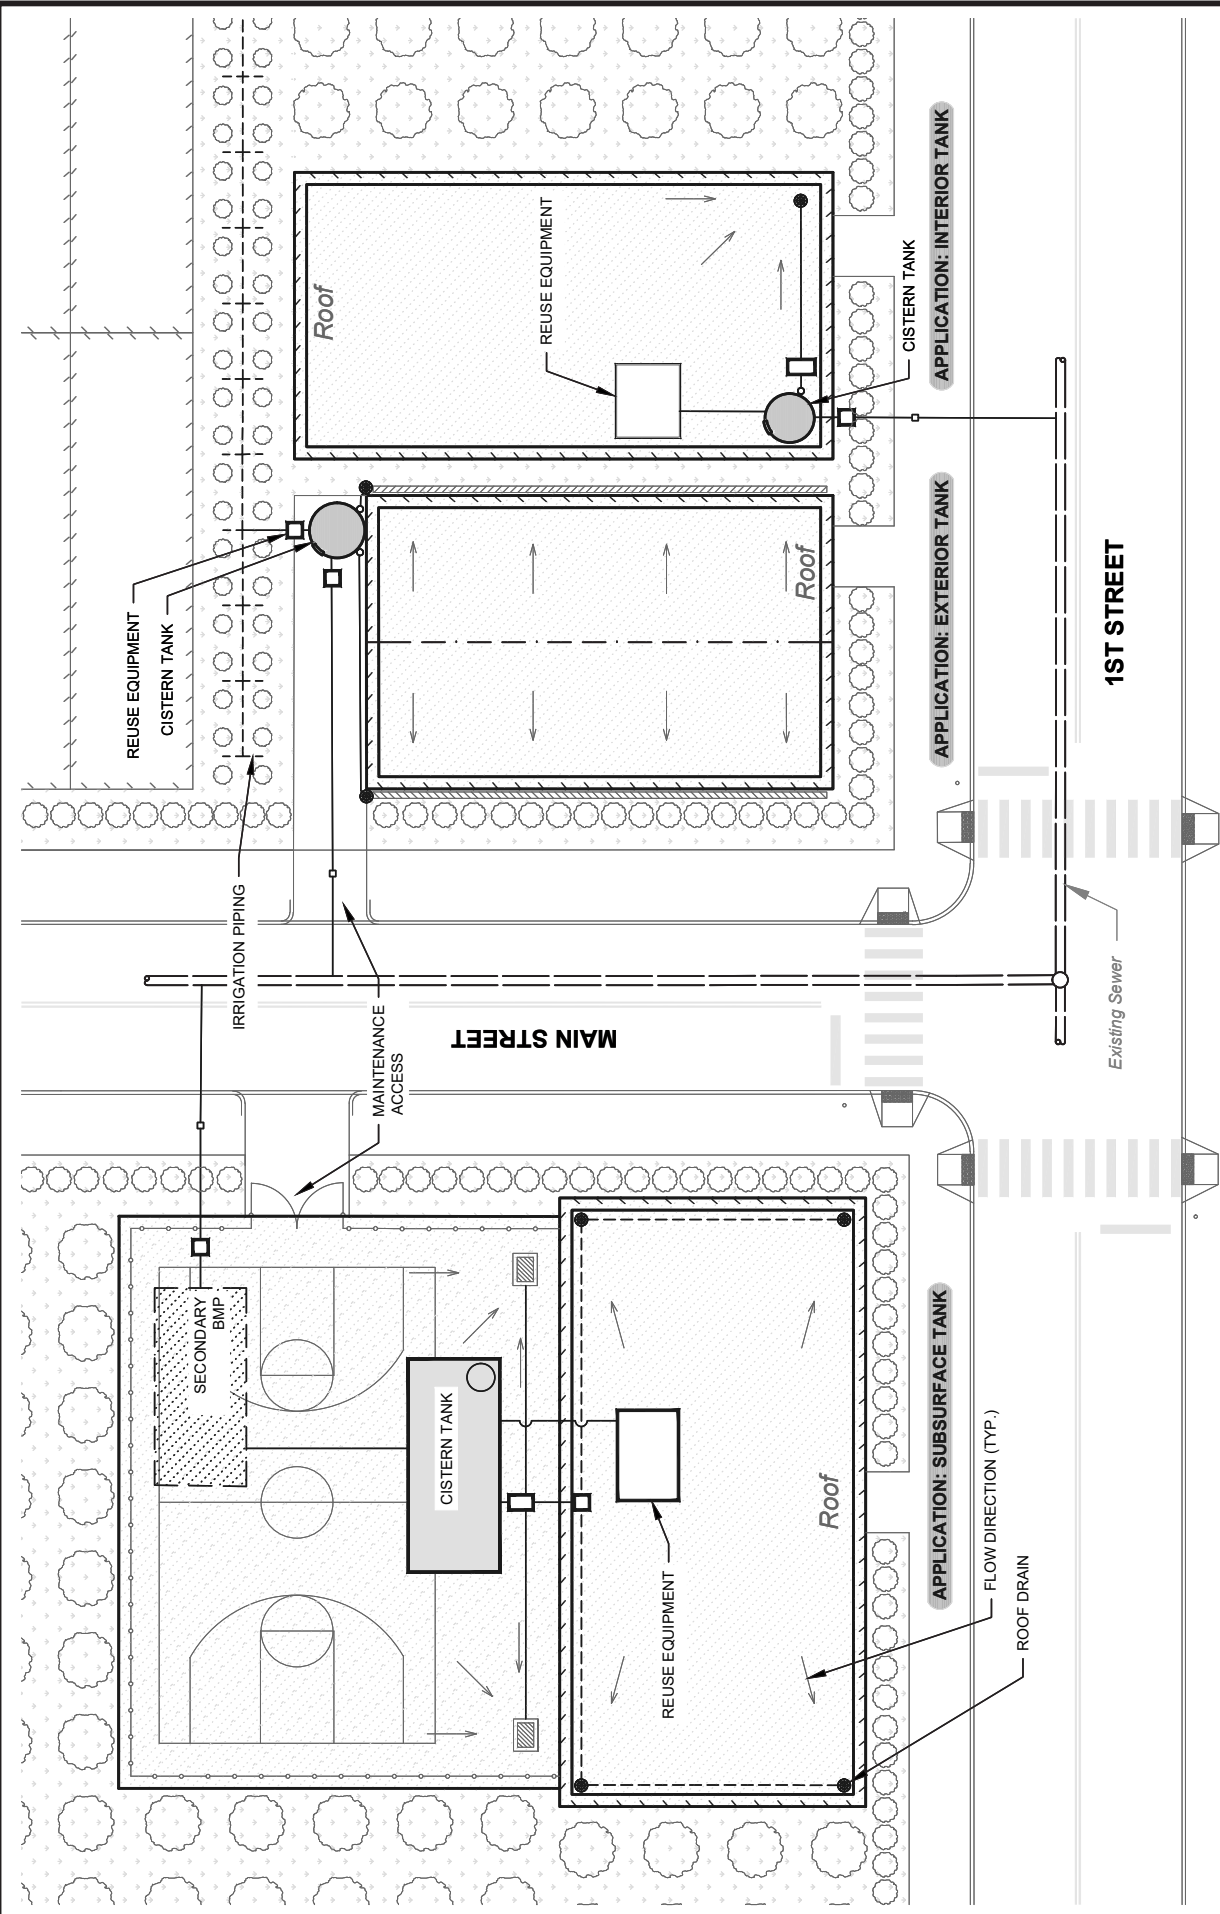 Roof
REUSE EQUIPMENT
CISTERN TANK
APPLICATION: INTERIOR TANK
REUSE EQUIPMENT
CISTERN TANK
Roof
APPLICATION: EXTERIOR TANK
1ST STREET
IRRIGATION PIPING
MAINTENANCE
ACCESS
MAIN STREET
Existing Sewer
SECONDARY
BMP
CISTERN TANK
REUSE EQUIPMENT
Roof
APPLICATION: SUBSURFACE TANK
FLOW DIRECTION (TYP.)
ROOF DRAIN